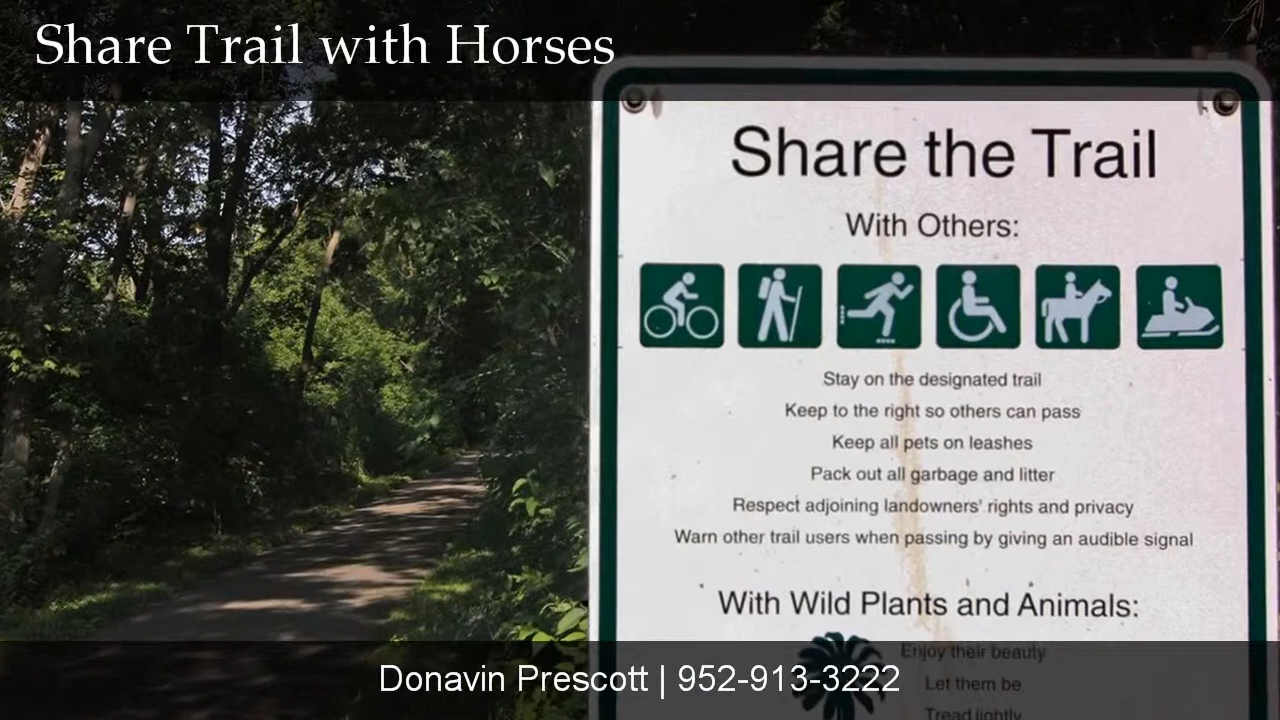 Share Trail with Horses
Share the Trail
With Others:
Stay on the designated trail
Keep to the right so others can pass
Keep all pets on leashes
Pack out all garbage and litter
Respect adjoining landowners' rights and privacy
Warn other trail users when passing by giving an audible signal
With Wild Plants and Animals:
Enjoy their beauty
Let them be
Tread lightly
Donavin Prescott | 952-913-3222